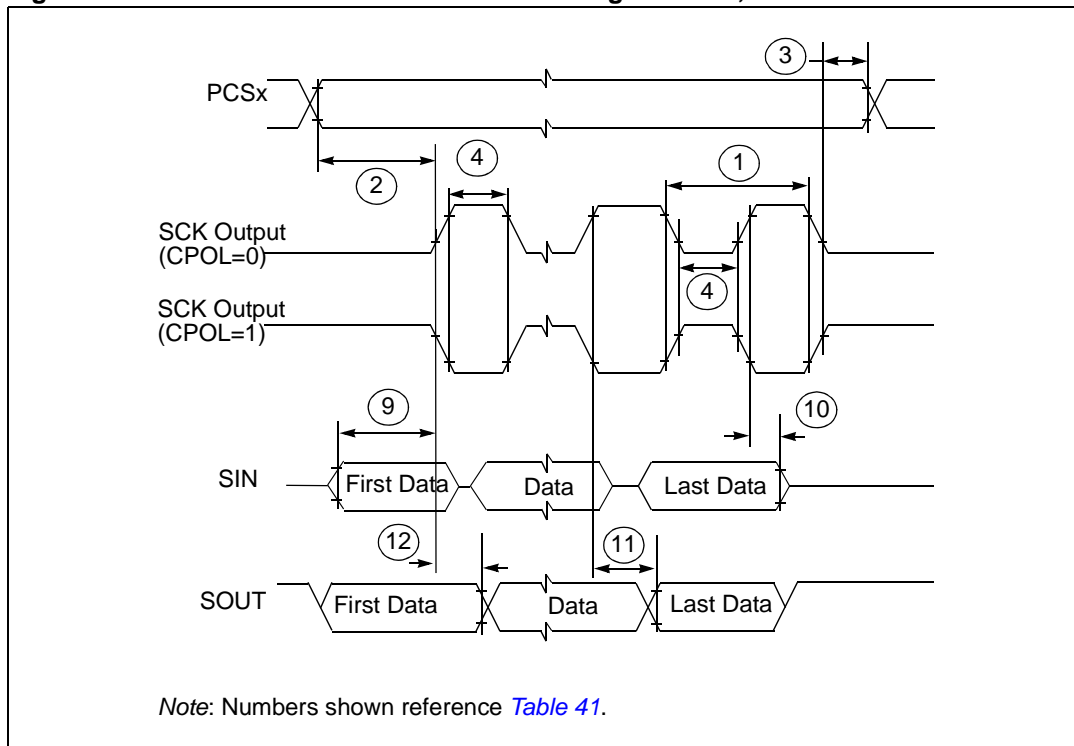 3
PCSx
2
4
1
SCK Output
(CPOL=0)
4
SCK Output
(CPOL=1)
9
10
SIN
First Data
Data
Last Data
12
11
SOUT
First Data
Data
Last Data
Note: Numbers shown reference Table 41.